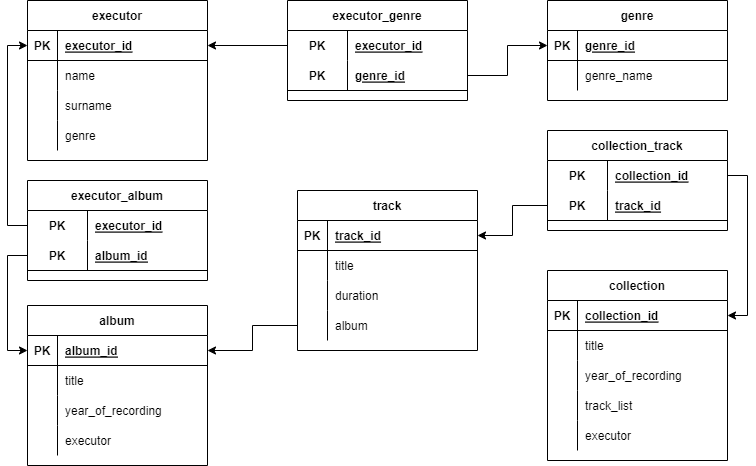 executor
PK executor_id
name
surname
genre
executor_genre
PK executor_id
PK genre_id
genre
PK genre_id
genre_name
executor_album
PK executor_id
PK album_id
album
PK album_id
title
year_of_recording
executor
track
PK track_id
title
duration
album
collection_track
PK collection_id
PK track_id
collection
PK collection_id
title
year_of_recording
track_list
executor